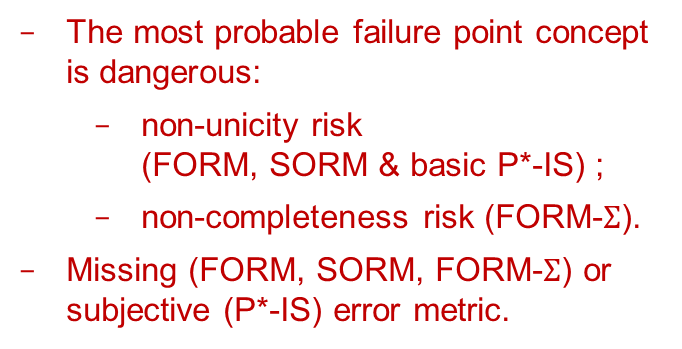 - The most probable failure point concept
is dangerous:
- non-unicity risk
(FORM, SORM & basic P*-IS) ;
- non-completeness risk (FORM-Σ).
- Missing (FORM, SORM, FORM-Σ) or
subjective (P*-IS) error metric.